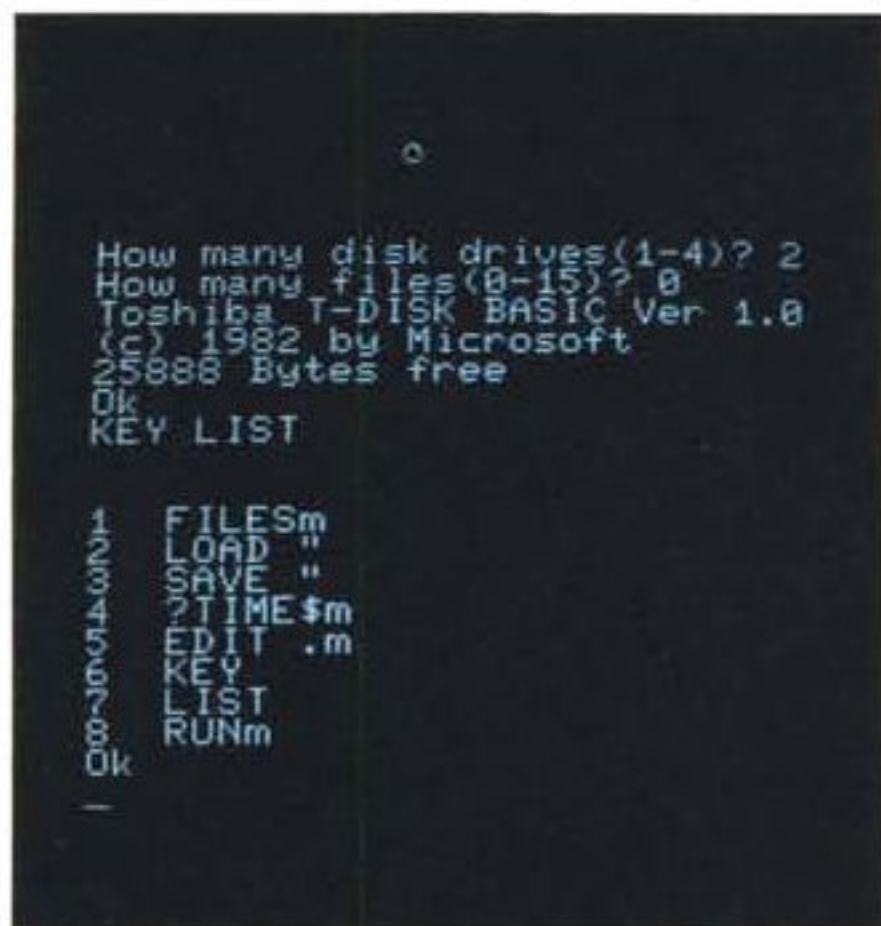 How many disk drives(1-4)? 2
How many files(0-15)? 0
Toshiba T-DISK BASIC Ver 1.0
(c) 1982 by Microsoft
25888 Bytes free
Ok
KEY LIST
1 FILESm
2 LOAD "
3 SAVE "
4 ?TIME$m
5 EDIT .m
6 KEY
7 LIST
8 RUNm
Ok